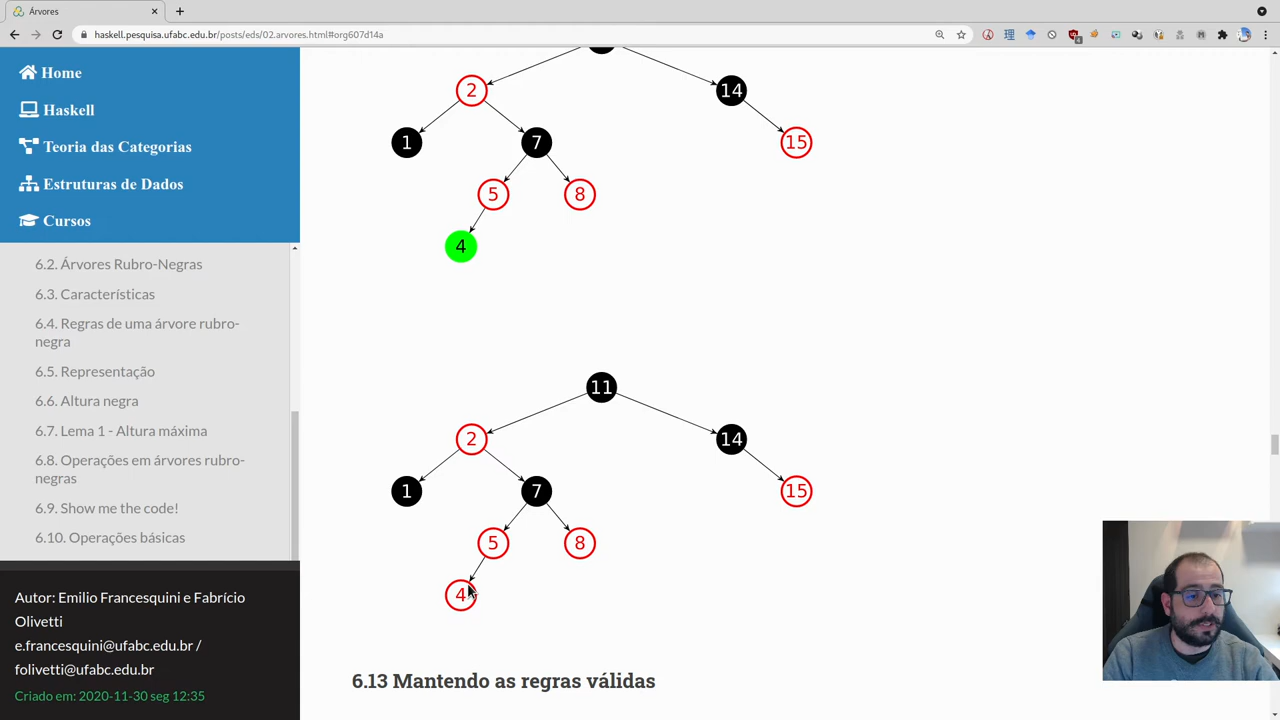 Árvores
haskell.pesquisa.ufabc.edu.br/posts/eds/02.arvores.html#org607d14a
Home
Haskell
Teoria das Categorias
Estruturas de Dados
Cursos
6.2. Árvores Rubro-Negras
6.3. Características
6.4. Regras de uma árvore rubro-
negra
6.5. Representação
6.6. Altura negra
6.7. Lema 1 - Altura máxima
6.8. Operações em árvores rubro-
negras
6.9. Show me the code!
6.10. Operações básicas
Autor: Emilio Francesquini e Fabrício
Olivetti
e.francesquini@ufabc.edu.br /
folivetti@ufabc.edu.br
Criado em: 2020-11-30 seg 12:35
2 14
1 7 15
5 8
4
11
2 14
1 7 15
5 8
4
6.13 Mantendo as regras válidas